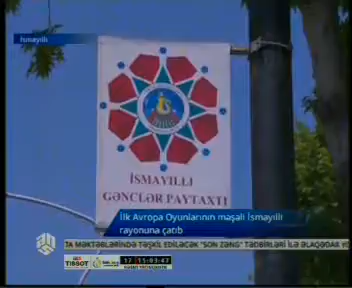 İsmayıllı
İSMAYILLI
GƏNCLƏR PAYTAXTI
İlk Avropa Oyunlarının məşəli İsmayıllı
rayonuna çatıb
TA MƏKTƏBLƏRİNDƏ TƏŞKİL EDİLƏCƏK "SON ZƏNG" TƏDBİRLƏRİ İLƏ ƏLAQƏDAR
TISSOT 17 15:03:47